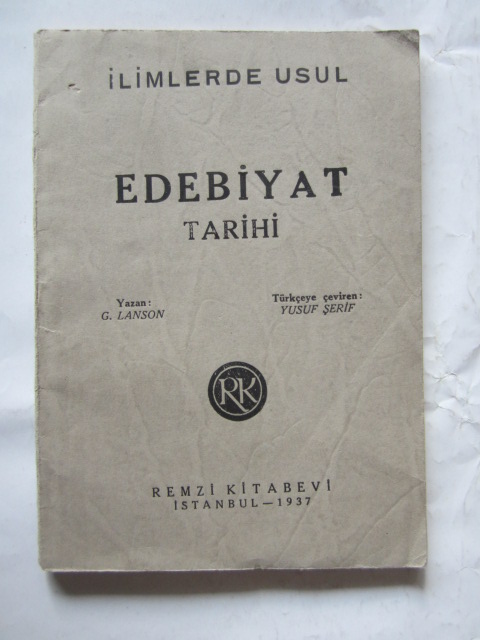 İLİMLERDE USUL
EDEBİYAT
TARİHİ
Yazan:
G. LANSON
Türkçeye çeviren:
YUSUF ŞERİF
RK
REMZİ KİTABEVİ
İSTANBUL—1937